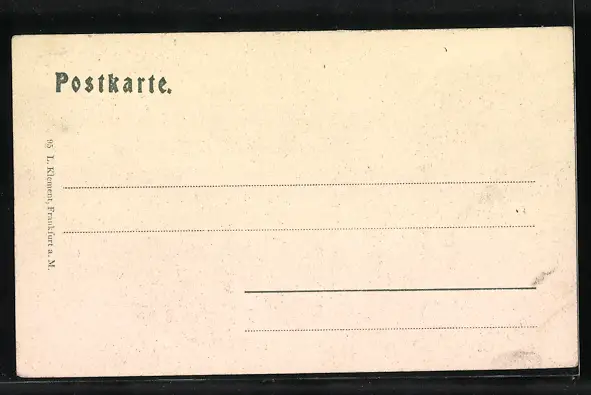 Postkarte.
95 L. Klement, Frankfurt a. M.